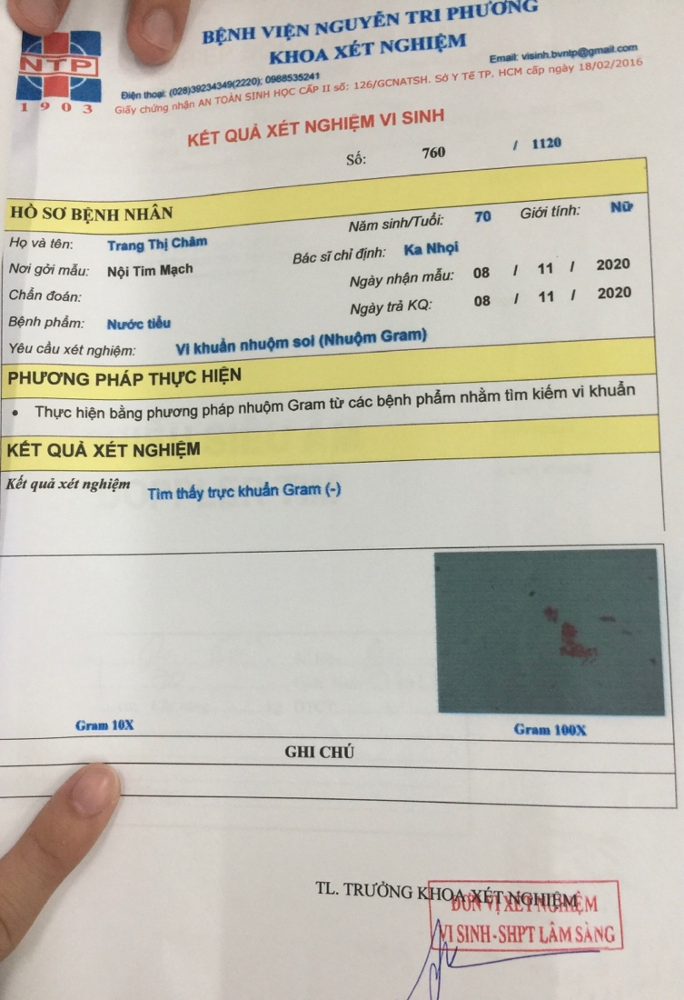 BỆNH VIỆN NGUYỄN TRI PHƯƠNG
KHOA XÉT NGHIỆM
NTP
1903
Điện thoại: (028)39234349(2220); 0988535241 Email: visinh.bvntp@gmail.com
Giấy chứng nhận AN TOÀN SINH HỌC CẤP II số: 126/GCNATSH. Sở Y Tế TP. HCM cấp ngày 18/02/2016
KẾT QUẢ XÉT NGHIỆM VI SINH
Số: 760 / 1120
HỒ SƠ BỆNH NHÂN
Họ và tên: Trang Thị Châm Năm sinh/Tuổi: 70 Giới tính: Nữ
Nơi gởi mẫu: Nội Tim Mạch Bác sĩ chỉ định: Ka Nhọi
Chẩn đoán: Ngày nhận mẫu: 08 / 11 / 2020
Bệnh phẩm: Nước tiểu Ngày trả KQ: 08 / 11 / 2020
Yêu cầu xét nghiệm: Vi khuẩn nhuộm soi (Nhuộm Gram)
PHƯƠNG PHÁP THỰC HIỆN
• Thực hiện bằng phương pháp nhuộm Gram từ các bệnh phẩm nhằm tìm kiếm vi khuẩn
KẾT QUẢ XÉT NGHIỆM
Kết quả xét nghiệm Tìm thấy trực khuẩn Gram (-)
Gram 10X Gram 100X
GHI CHÚ
TL. TRƯỞNG KHOA XÉT NGHIỆM
ĐƠN VỊ XÉT NGHIỆM
VI SINH-SHPT LÂM SÀNG